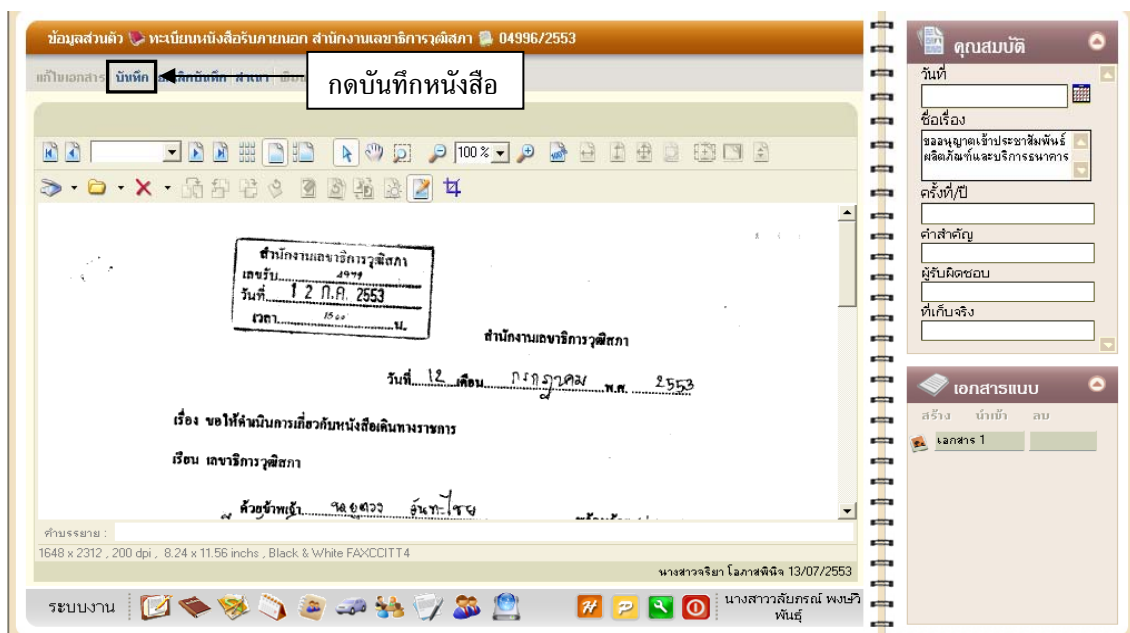 ข้อมูลส่วนตัว ทะเบียนหนังสือรับภายนอก สำนักงานเลขาธิการวุฒิสภา 04996/2553
แก้ไขเอกสาร บันทึก ยกเลิกบันทึก สำเนา
กดบันทึกหนังสือ
100 %
สำนักงานเลขาธิการวุฒิสภา
เลขรับ 4979
วันที่ 12 ก.ค. 2553
เวลา 15 00 น.
สำนักงานเลขาธิการวุฒิสภา
วันที่ 12 เดือน กรกฎาคม พ.ศ. 2553
เรื่อง ขอให้ดำเนินการเกี่ยวกับหนังสือเดินทางราชการ
เรียน เลขาธิการวุฒิสภา
ด้วยข้าพเจ้า
คำบรรยาย :
1648 x 2312 , 200 dpi , 8.24 x 11.56 inchs , Black & White FAXCCITT4
นางสาวจริยา โอภาสพินิจ 13/07/2553
ระบบงาน
นางสาววลัยภรณ์ พงษ์วิ
พันธุ์
คุณสมบัติ
วันที่
ชื่อเรื่อง
ขออนุญาตเข้าประชาสัมพันธ์
ผลิตภัณฑ์และบริการธนาคาร
ครั้งที่/ปี
คำสำคัญ
ผู้รับผิดชอบ
ที่เก็บจริง
เอกสารแนบ
สร้าง นำเข้า ลบ
เอกสาร 1